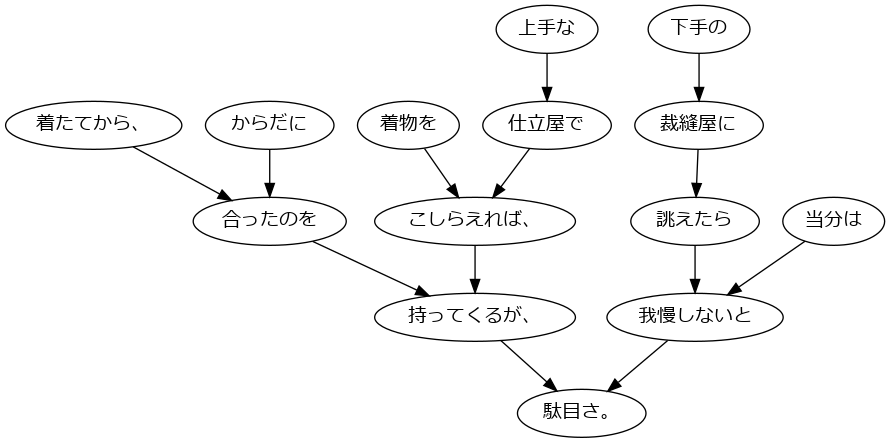 上手な
下手の
着たてから、
からだに
着物を
仕立屋で
裁縫屋に
合ったのを
こしらえれば、
誂えたら
当分は
持ってくるが、
我慢しないと
駄目さ。